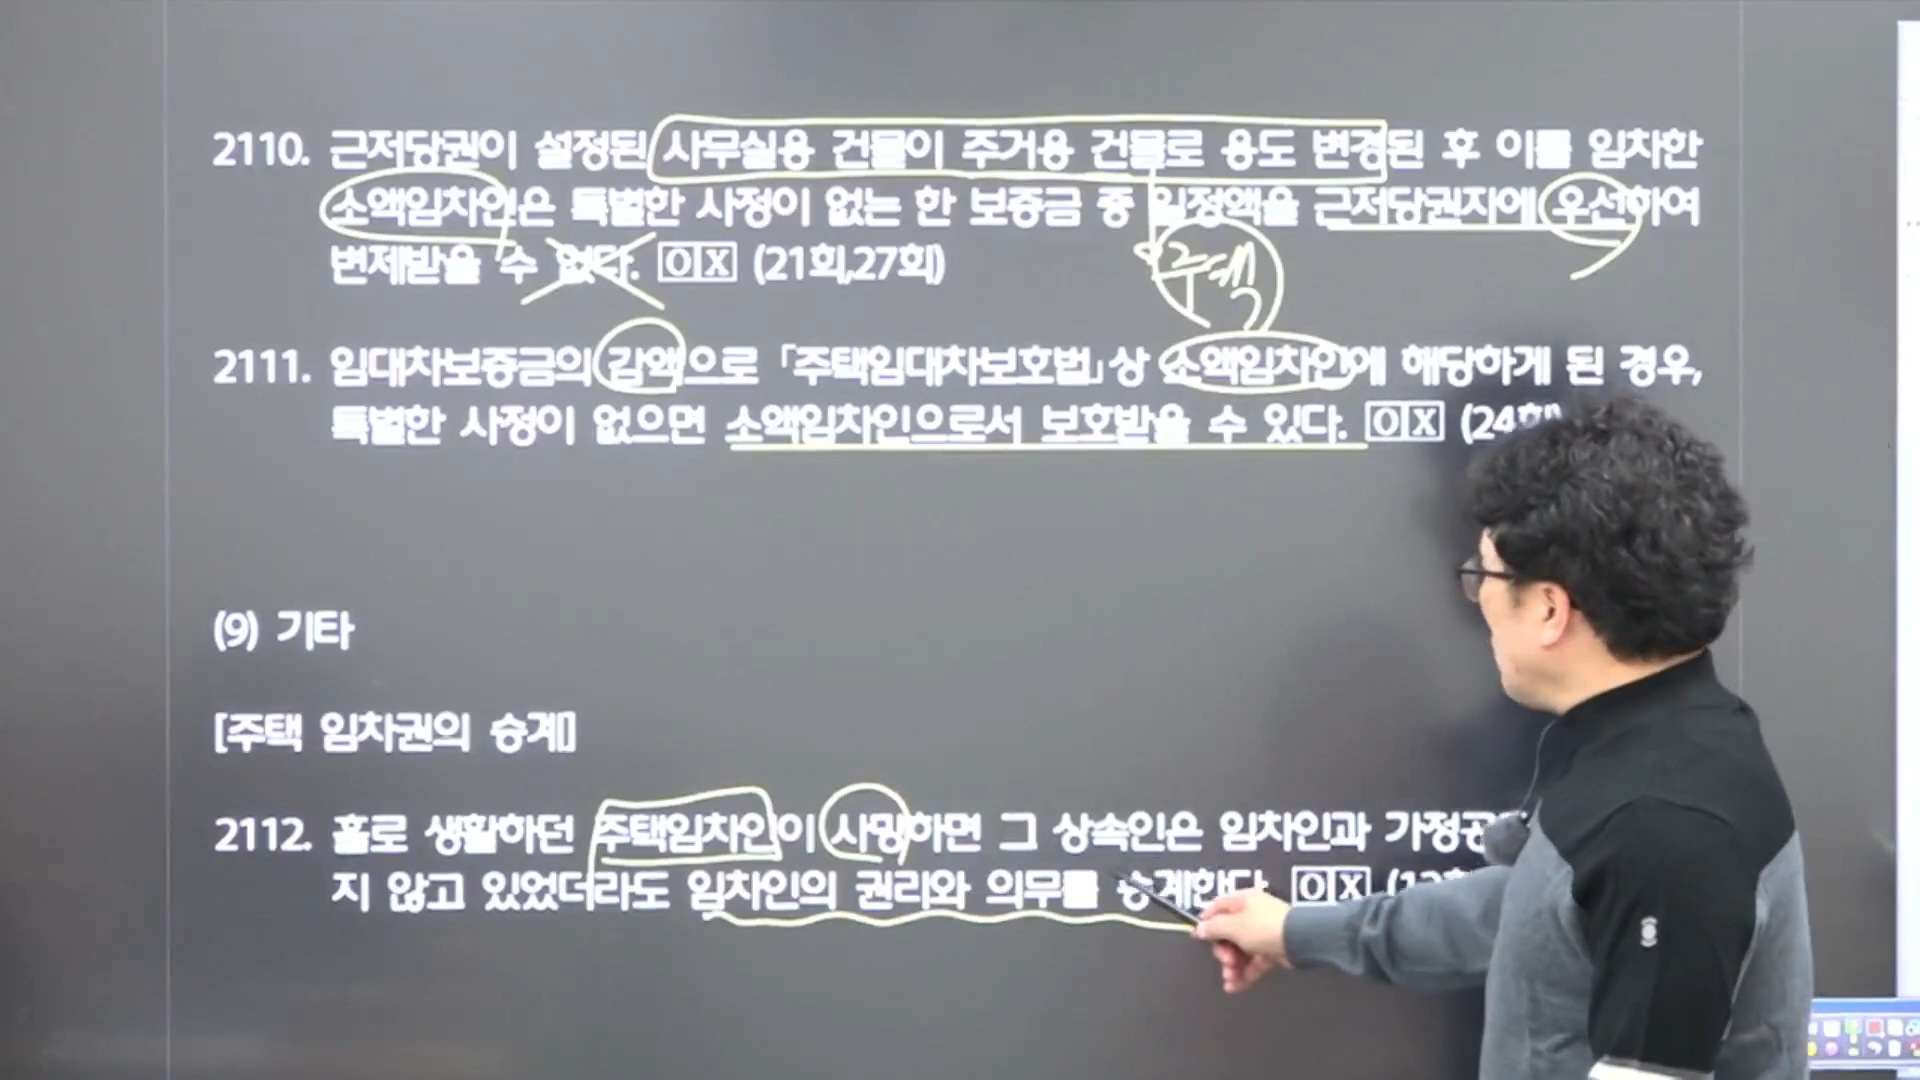 2110. 근저당권이 설정된 사무실용 건물이 주거용 건물로 용도 변경된 후 이를 임차한
소액임차인은 특별한 사정이 없는 한 보증금 중 일정액을 근저당권자에 우선하여
변제받을 수 없다. O X (21회,27회)
주택
2111. 임대차보증금의 감액으로 「주택임대차보호법」상 소액임차인에 해당하게 된 경우,
특별한 사정이 없으면 소액임차인으로서 보호받을 수 있다. O X (24회)
(9) 기타
[주택 임차권의 승계]
2112. 홀로 생활하던 주택임차인이 사망하면 그 상속인은 임차인과
지 않고 있었더라도 임차인의 권리와 의무를 승계한다. O X